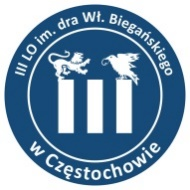 III LO im. dra Wł. Biegańskiego
III
w Częstochowie